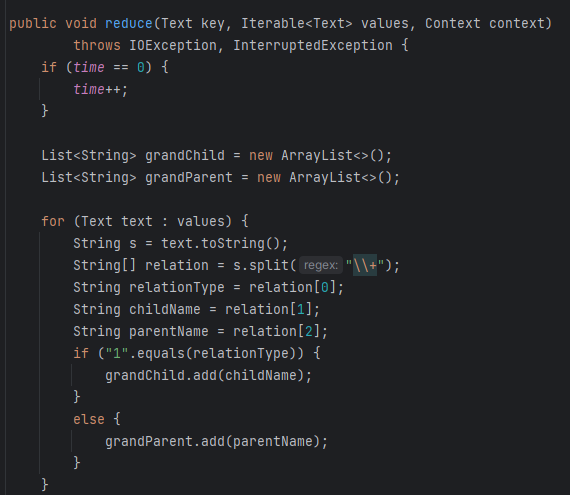 public void reduce(Text key, Iterable<Text> values, Context context)
        throws IOException, InterruptedException {
    if (time == 0) {
        time++;
    }

    List<String> grandChild = new ArrayList<>();
    List<String> grandParent = new ArrayList<>();

    for (Text text : values) {
        String s = text.toString();
        String[] relation = s.split( regex: "\\+");
        String relationType = relation[0];
        String childName = relation[1];
        String parentName = relation[2];
        if ("1".equals(relationType)) {
            grandChild.add(childName);
        }
        else {
            grandParent.add(parentName);
        }
    }